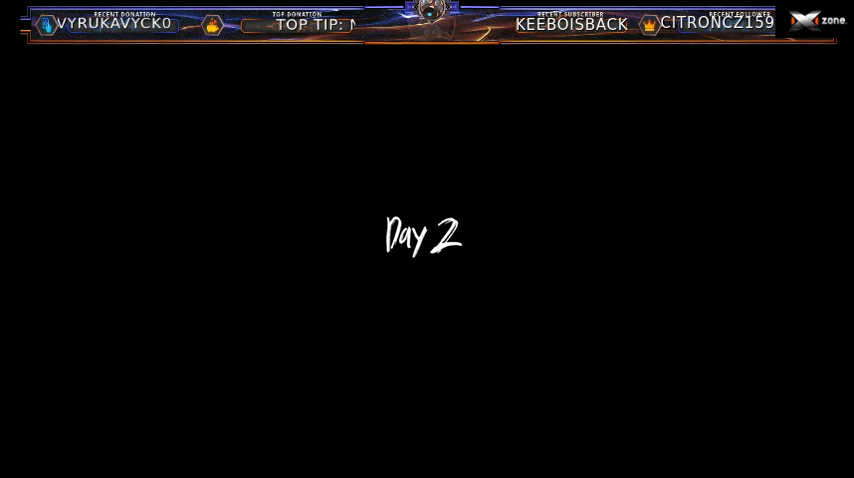 RECENT DONATION
VYRUKAVYCK0
TOP DONATION
TOP TIP:
RECENT SUBSCRIBER
KEEBOISBACK
RECENT FOLLOWER
CITRONCZ159
zone.
Day 2